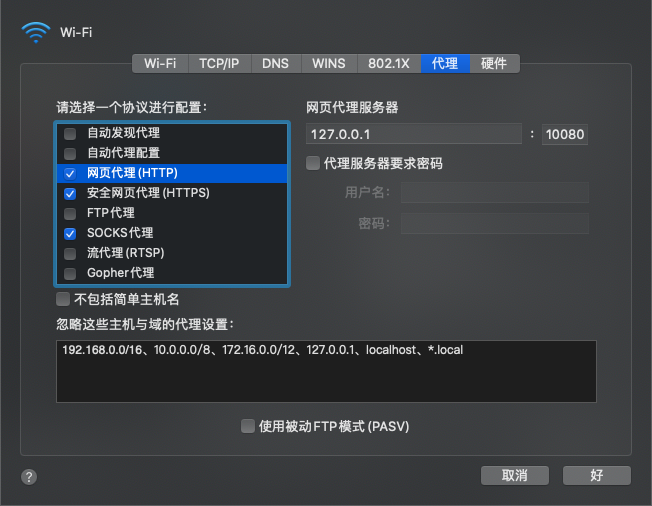 Wi-Fi
Wi-Fi TCP/IP DNS WINS 802.1X 代理 硬件
请选择一个协议进行配置：
自动发现代理
自动代理配置
网页代理(HTTP)
安全网页代理(HTTPS)
FTP代理
SOCKS代理
流代理(RTSP)
Gopher代理
网页代理服务器
127.0.0.1 : 10080
代理服务器要求密码
用户名：
密码：
不包括简单主机名
忽略这些主机与域的代理设置：
192.168.0.0/16、10.0.0.0/8、172.16.0.0/12、127.0.0.1、localhost、*.local
使用被动FTP模式(PASV)
? 取消 好